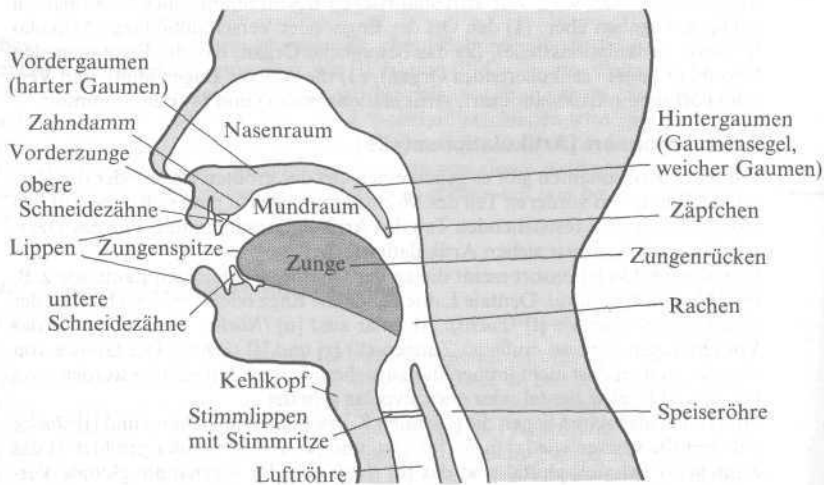 Vordergaumen
(harter Gaumen)
Zahndamm
Vorderzunge
obere
Schneidezähne
Lippen
Zungenspitze
untere
Schneidezähne
Nasenraum
Mundraum
Zunge
Kehlkopf
Stimmlippen
mit Stimmritze
Luftröhre
Hintergaumen
(Gaumensegel,
weicher Gaumen)
Zäpfchen
Zungenrücken
Rachen
Speiseröhre